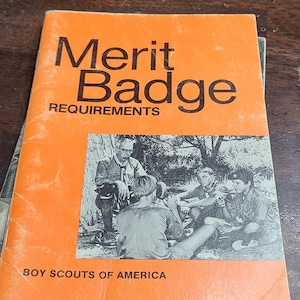 Merit
Badge
REQUIREMENTS
BOY SCOUTS OF AMERICA